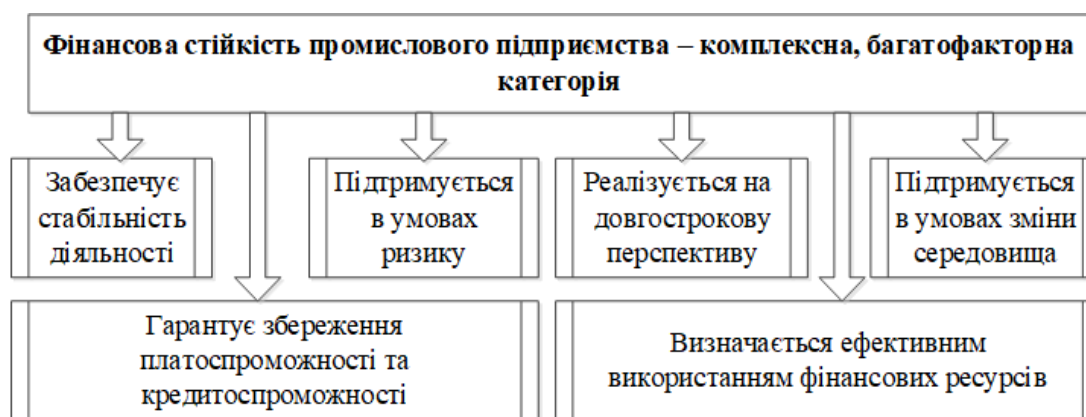 Фінансова стійкість промислового підприємства – комплексна, багатофакторна
категорія
Забезпечує
стабільність
діяльності
Підтримується
в умовах
ризику
Реалізується на
довгострокову
перспективу
Підтримується
в умовах зміни
середовища
Гарантує збереження
платоспроможності та
кредитоспроможності
Визначається ефективним
використанням фінансових ресурсів